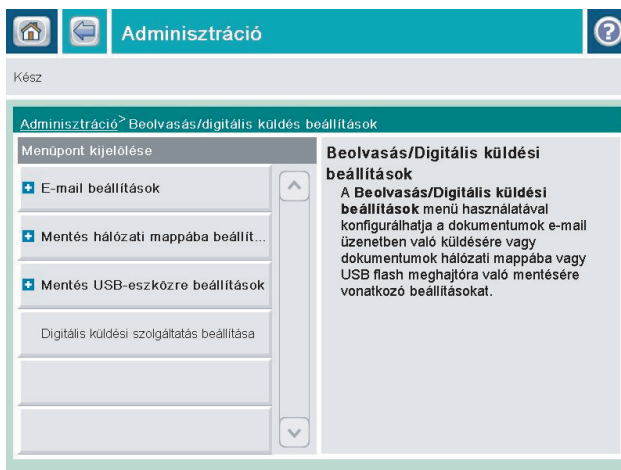 Adminisztráció
?
Kész
Adminisztráció > Beolvasás/digitális küldés beállítások
Menüpont kijelölése
E-mail beállítások
Mentés hálózati mappába beállít...
Mentés USB-eszközre beállítások
Digitális küldési szolgáltatás beállítása
Beolvasás/Digitális küldési
beállítások
A Beolvasás/Digitális küldési
beállítások menü használatával
konfigurálhatja a dokumentumok e-mail
üzenetben való küldésére vagy
dokumentumok hálózati mappába vagy
USB flash meghajtóra való mentésére
vonatkozó beállításokat.